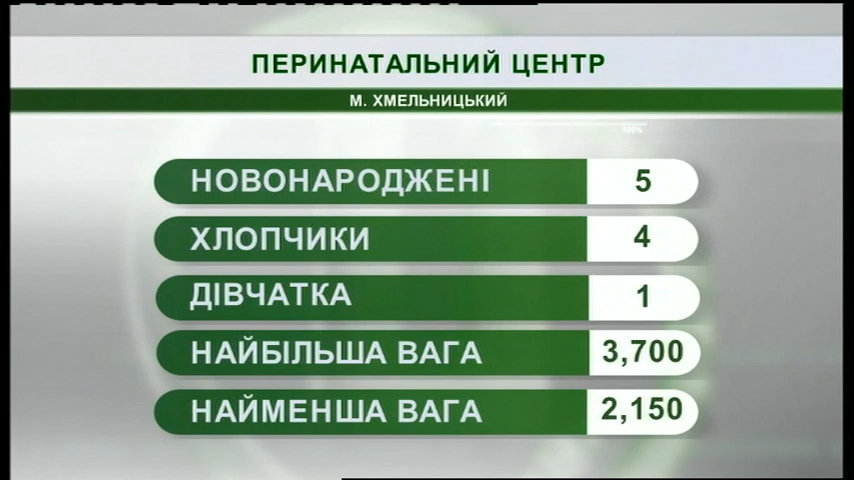 ПЕРИНАТАЛЬНИЙ ЦЕНТР
М. ХМЕЛЬНИЦЬКИЙ
НОВОНАРОДЖЕНІ 5
ХЛОПЧИКИ 4
ДІВЧАТКА 1
НАЙБІЛЬША ВАГА 3,700
НАЙМЕНША ВАГА 2,150